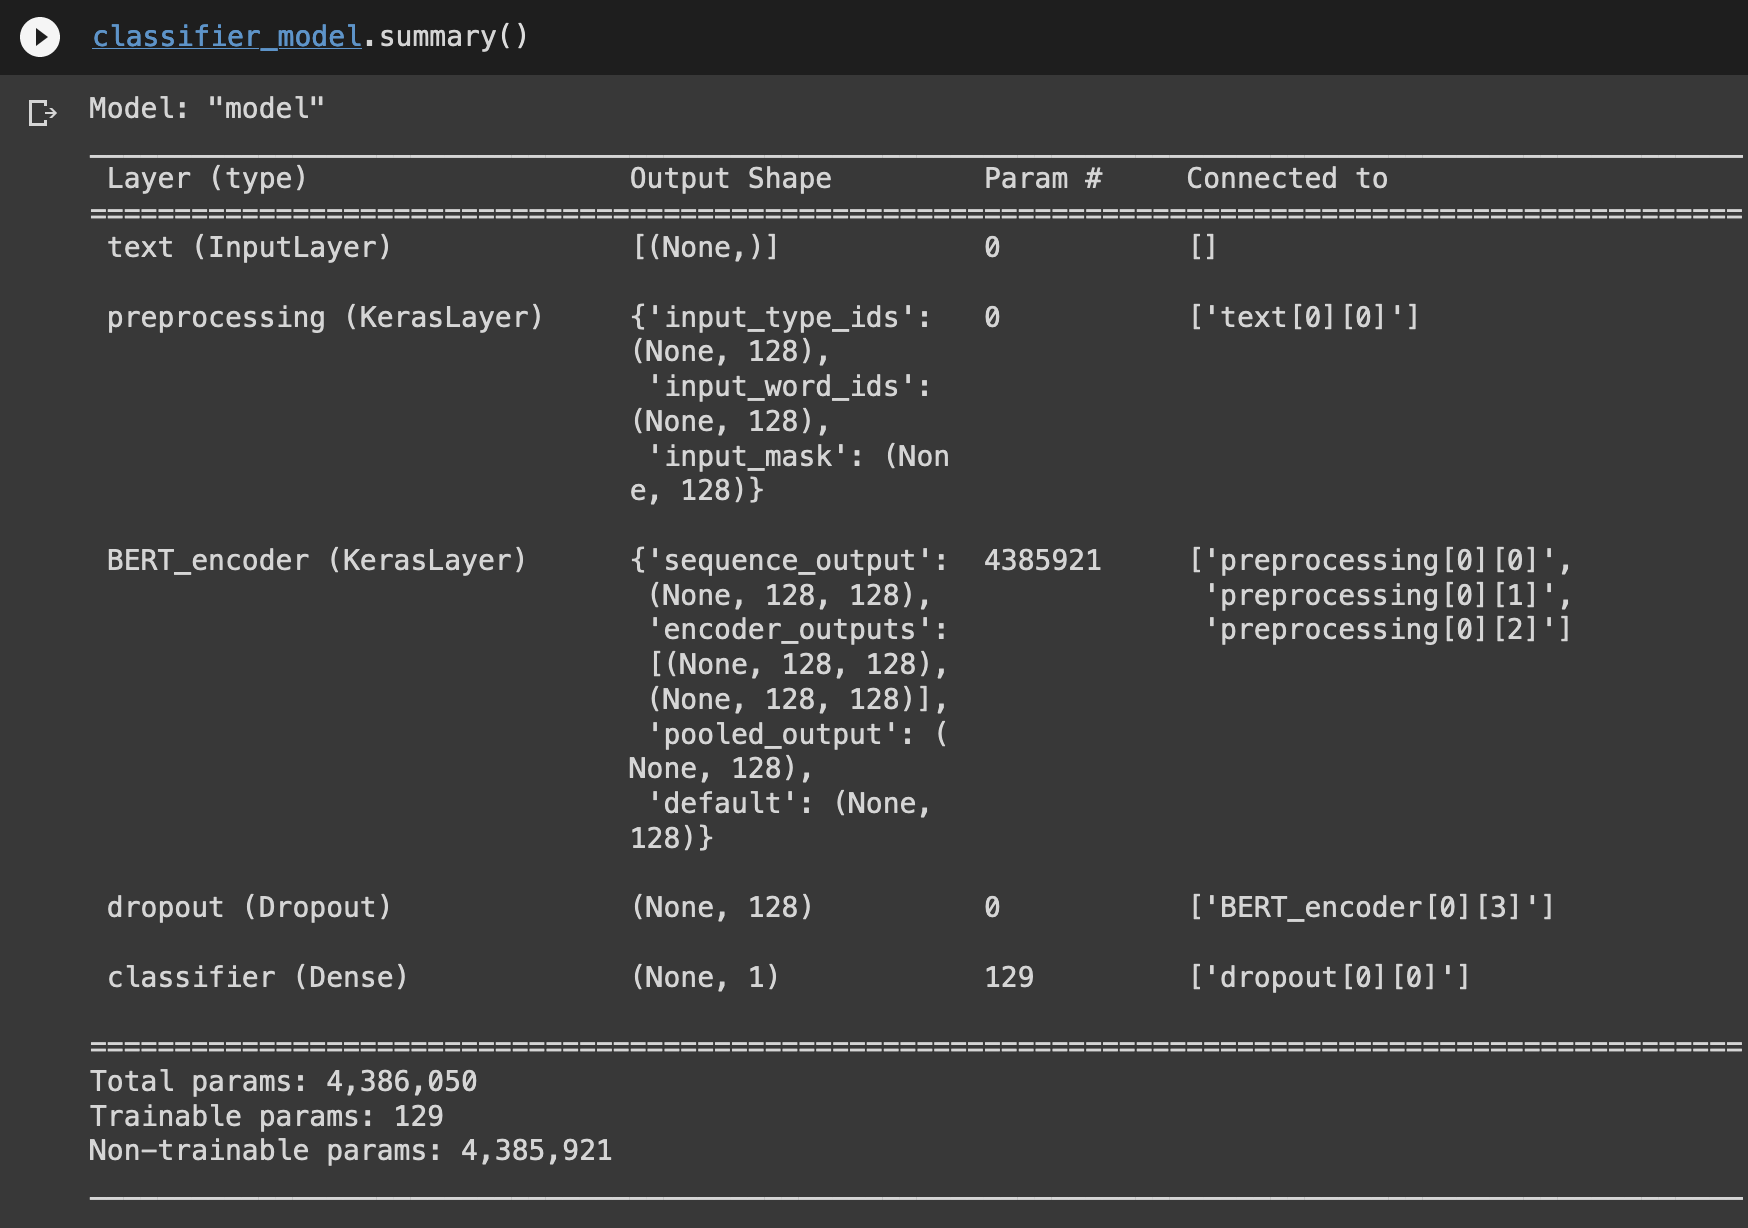 classifier_model.summary()
Model: "model"
Layer (type) Output Shape Param # Connected to
==================================================================================================
text (InputLayer) [(None,)] 0 []
preprocessing (KerasLayer) {'input_type_ids': 0 ['text[0][0]']
(None, 128),
'input_word_ids':
(None, 128),
'input_mask': (Non
e, 128)}
BERT_encoder (KerasLayer) {'sequence_output': 4385921 ['preprocessing[0][0]',
(None, 128, 128), 'preprocessing[0][1]',
'encoder_outputs': 'preprocessing[0][2]']
[(None, 128, 128),
(None, 128, 128)],
'pooled_output': (
None, 128),
'default': (None,
128)}
dropout (Dropout) (None, 128) 0 ['BERT_encoder[0][3]']
classifier (Dense) (None, 1) 129 ['dropout[0][0]']
==================================================================================================
Total params: 4,386,050
Trainable params: 129
Non-trainable params: 4,385,921